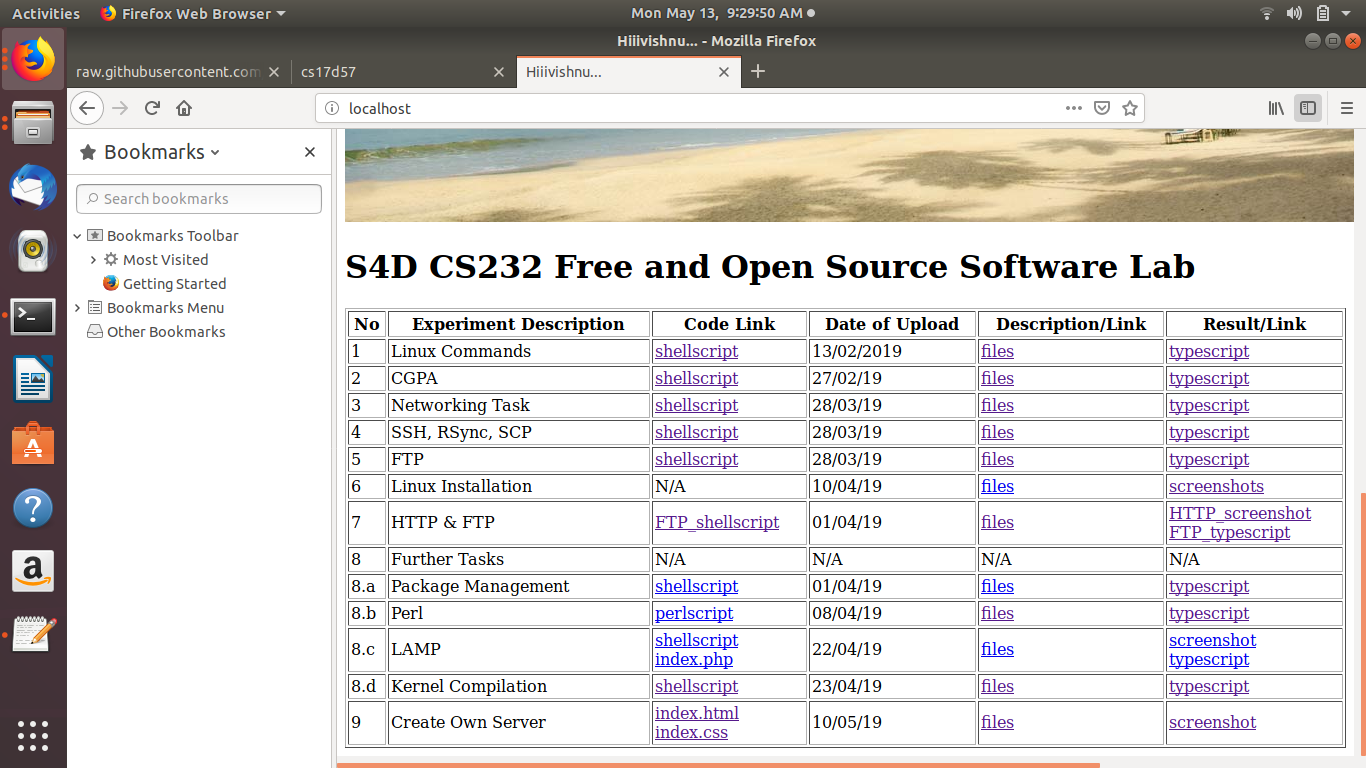 Activities Firefox Web Browser Mon May 13, 9:29:50 AM
Hiiivishnu... - Mozilla Firefox
raw.githubusercontent.com cs17d57 Hiiivishnu...
localhost
Bookmarks
Search bookmarks
Bookmarks Toolbar
Most Visited
Getting Started
Bookmarks Menu
Other Bookmarks
S4D CS232 Free and Open Source Software Lab
No Experiment Description Code Link Date of Upload Description/Link Result/Link
1 Linux Commands shellscript 13/02/2019 files typescript
2 CGPA shellscript 27/02/19 files typescript
3 Networking Task shellscript 28/03/19 files typescript
4 SSH, RSync, SCP shellscript 28/03/19 files typescript
5 FTP shellscript 28/03/19 files typescript
6 Linux Installation N/A 10/04/19 files screenshots
7 HTTP & FTP FTP_shellscript 01/04/19 files HTTP_screenshot
FTP_typescript
8 Further Tasks N/A N/A N/A N/A
8.a Package Management shellscript 01/04/19 files typescript
8.b Perl perlscript 08/04/19 files typescript
8.c LAMP shellscript 22/04/19 files screenshot
index.php typescript
8.d Kernel Compilation shellscript 23/04/19 files typescript
9 Create Own Server index.html 10/05/19 files screenshot
index.css